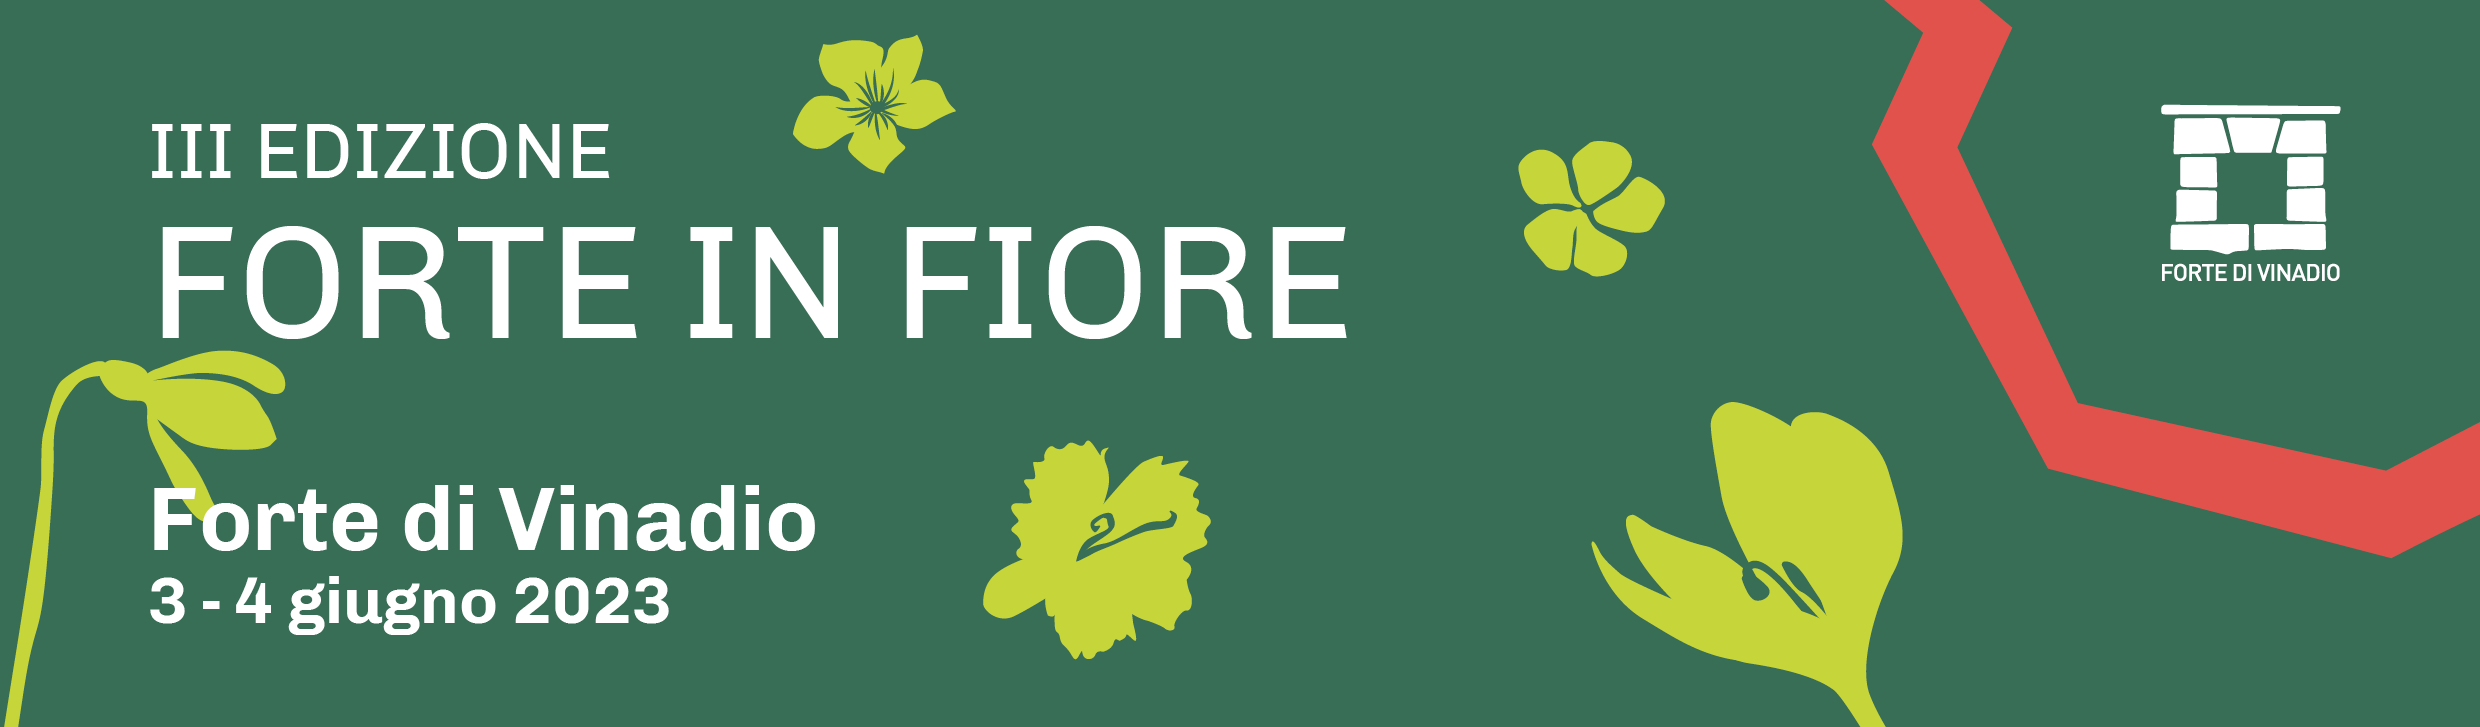 III EDIZIONE
FORTE IN FIORE
Forte di Vinadio
3 - 4 giugno 2023
FORTE DI VINADIO